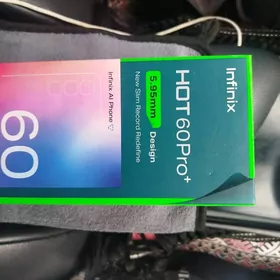 Infinix
HOT 60Pro+
5.95mm Design
New Slim Record Redefine
Infinix AI Phone
60